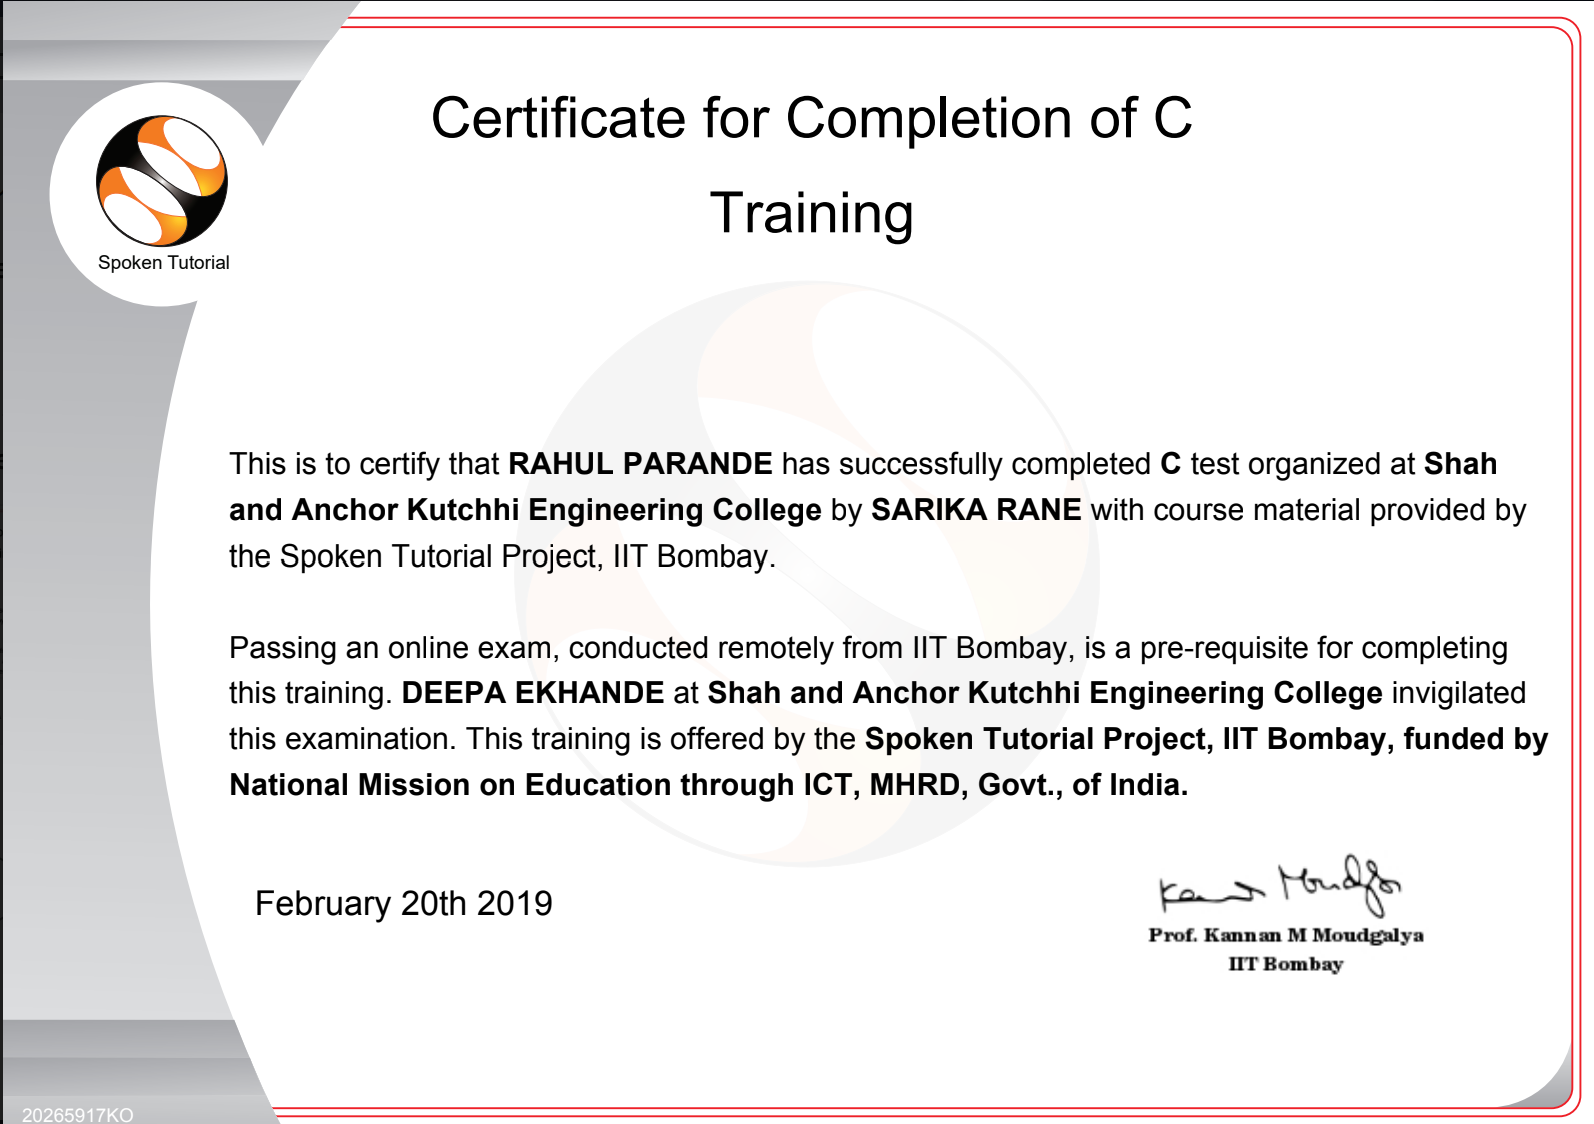 Certificate for Completion of C
Training
Spoken Tutorial
This is to certify that RAHUL PARANDE has successfully completed C test organized at Shah
and Anchor Kutchhi Engineering College by SARIKA RANE with course material provided by
the Spoken Tutorial Project, IIT Bombay.
Passing an online exam, conducted remotely from IIT Bombay, is a pre-requisite for completing
this training. DEEPA EKHANDE at Shah and Anchor Kutchhi Engineering College invigilated
this examination. This training is offered by the Spoken Tutorial Project, IIT Bombay, funded by
National Mission on Education through ICT, MHRD, Govt., of India.
February 20th 2019
Prof. Kannan M Moudgalya
IIT Bombay
20265917KO